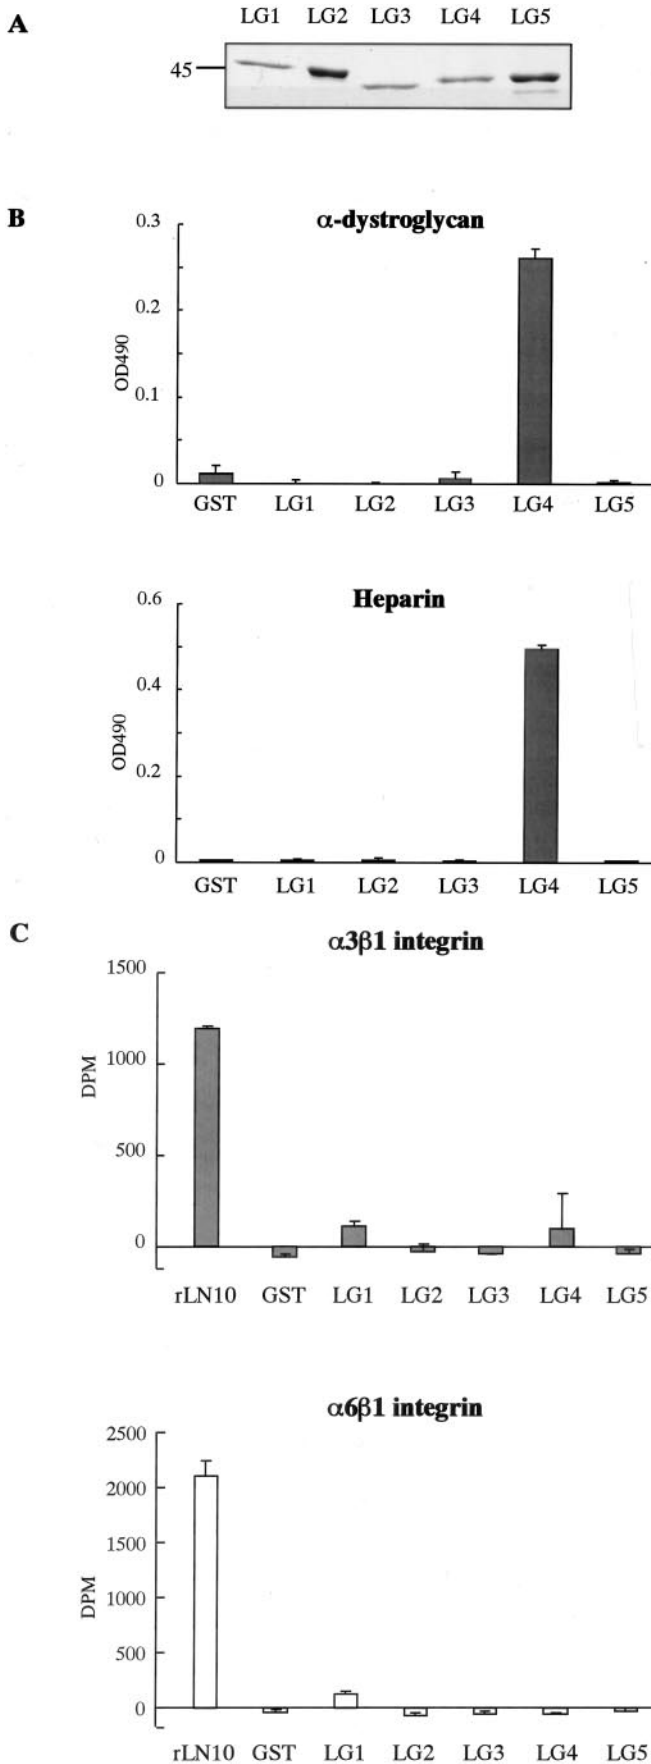 A
LG1 LG2 LG3 LG4 LG5
45
B
α-dystroglycan
0.3
0.2
0.1
0
OD490
GST LG1 LG2 LG3 LG4 LG5
Heparin
0.6
0.4
0.2
0
OD490
GST LG1 LG2 LG3 LG4 LG5
C
α3β1 integrin
1500
1000
500
0
DPM
rLN10 GST LG1 LG2 LG3 LG4 LG5
α6β1 integrin
2500
2000
1500
1000
500
0
DPM
rLN10 GST LG1 LG2 LG3 LG4 LG5